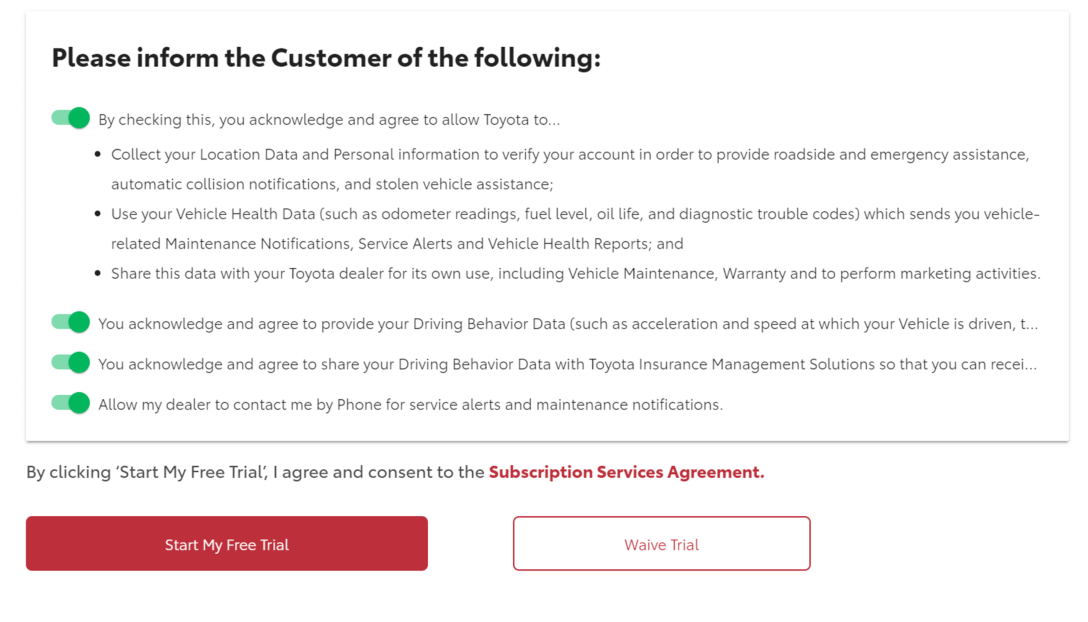 Please inform the Customer of the following:
By checking this, you acknowledge and agree to allow Toyota to...
• Collect your Location Data and Personal information to verify your account in order to provide roadside and emergency assistance,
automatic collision notifications, and stolen vehicle assistance;
• Use your Vehicle Health Data (such as odometer readings, fuel level, oil life, and diagnostic trouble codes) which sends you vehicle-
related Maintenance Notifications, Service Alerts and Vehicle Health Reports; and
• Share this data with your Toyota dealer for its own use, including Vehicle Maintenance, Warranty and to perform marketing activities.
You acknowledge and agree to provide your Driving Behavior Data (such as acceleration and speed at which your Vehicle is driven, t...
You acknowledge and agree to share your Driving Behavior Data with Toyota Insurance Management Solutions so that you can recei...
Allow my dealer to contact me by Phone for service alerts and maintenance notifications.
By clicking ‘Start My Free Trial’, I agree and consent to the Subscription Services Agreement.
Start My Free Trial
Waive Trial